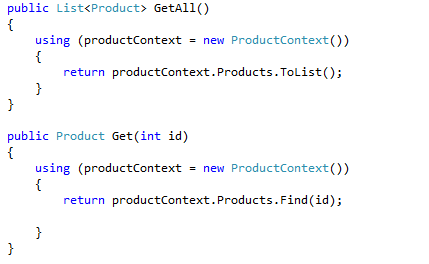 public List<Product> GetAll()
{
    using (productContext = new ProductContext())
    {
        return productContext.Products.ToList();
    }
}

public Product Get(int id)
{
    using (productContext = new ProductContext())
    {
        return productContext.Products.Find(id);

    }
}